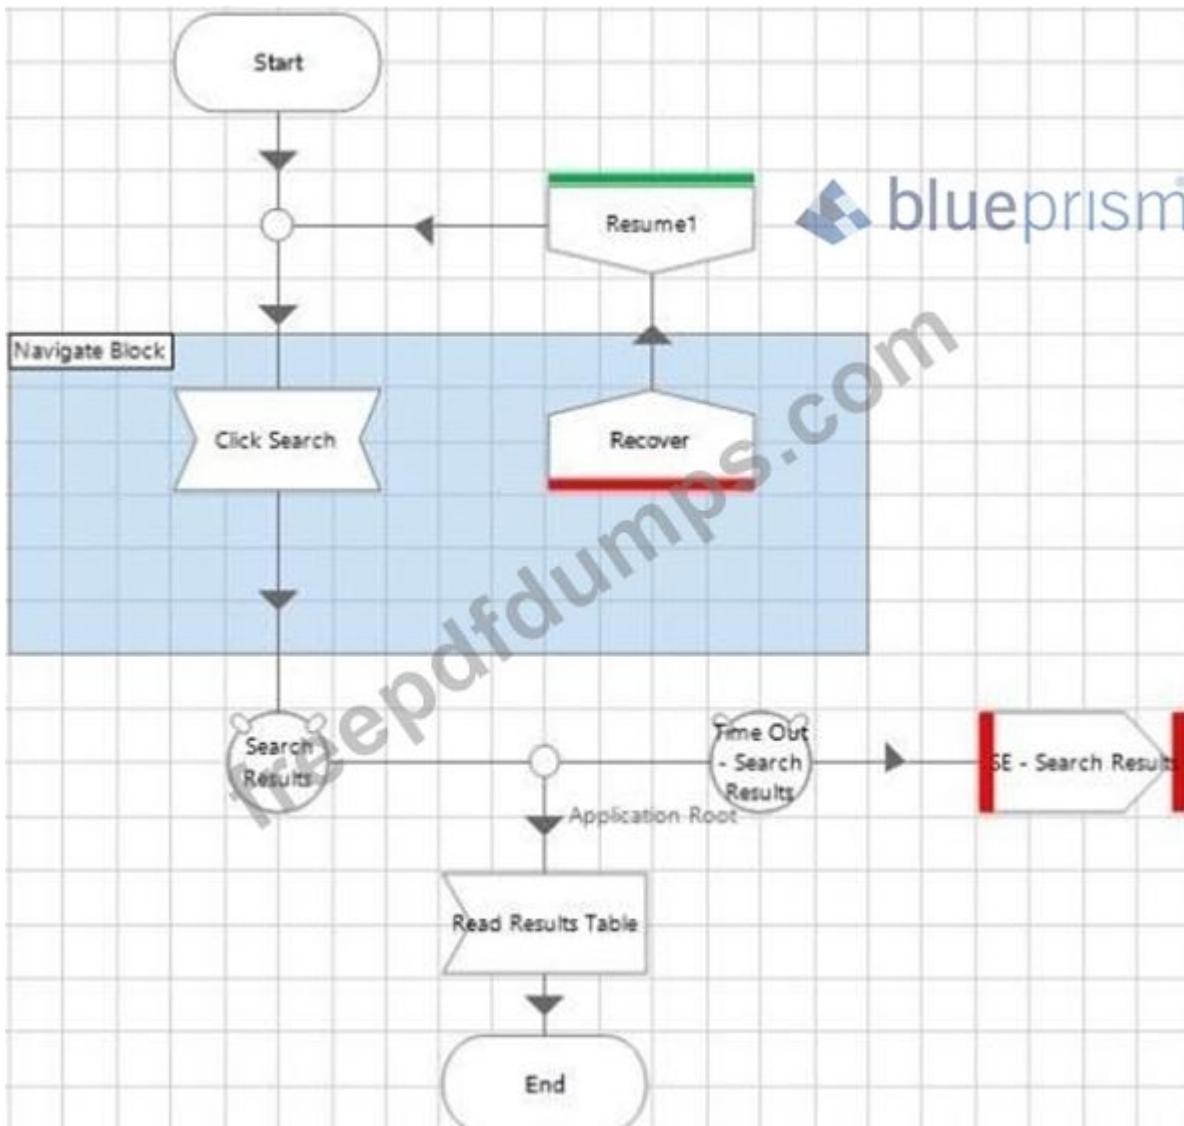 Start
Resume1
blueprism
Navigate Block
Click Search
Recover
freepdfdumps.com
Search
Results
Time Out
- Search
Results
SE - Search Results
Application Root
Read Results Table
End